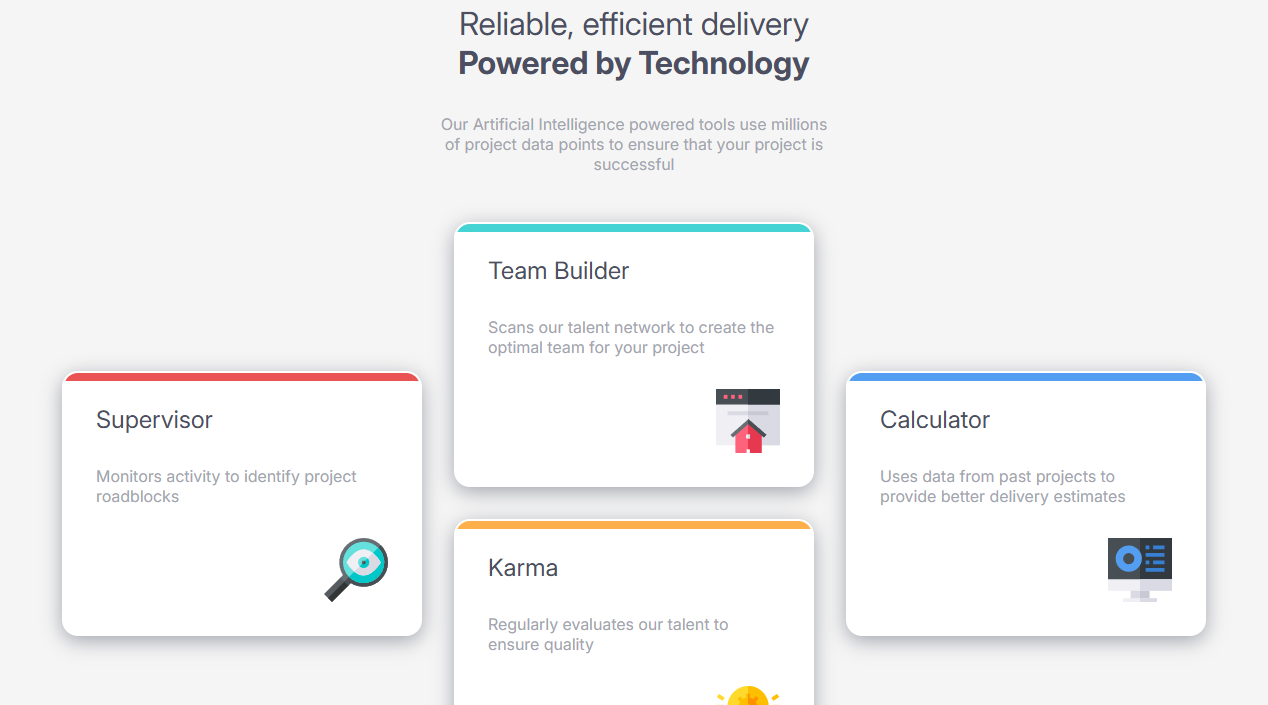 Reliable, efficient delivery
Powered by Technology
Our Artificial Intelligence powered tools use millions
of project data points to ensure that your project is
successful
Team Builder
Scans our talent network to create the
optimal team for your project
Supervisor
Monitors activity to identify project
roadblocks
Calculator
Uses data from past projects to
provide better delivery estimates
Karma
Regularly evaluates our talent to
ensure quality